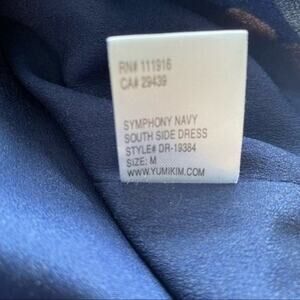 RN# 111916
CA# 29439
SYMPHONY NAVY
SOUTH SIDE DRESS
STYLE# DR-19384
SIZE: M
WWW.YUMIKIM.COM